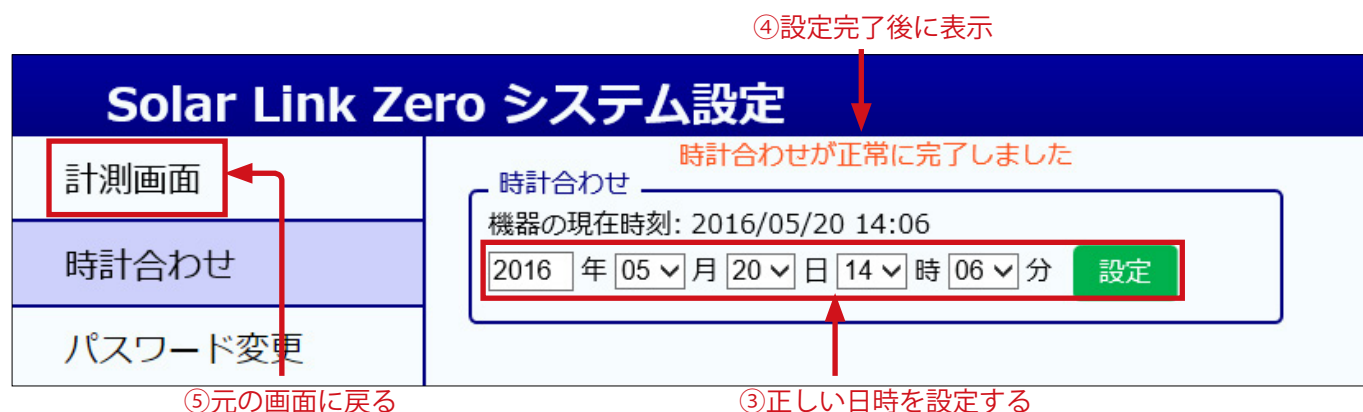 ④設定完了後に表示
Solar Link Zero システム設定
計測画面
時計合わせ
パスワード変更
時計合わせが正常に完了しました
時計合わせ
機器の現在時刻: 2016/05/20 14:06
2016 年 05 月 20 日 14 時 06 分 設定
⑤元の画面に戻る
③正しい日時を設定する